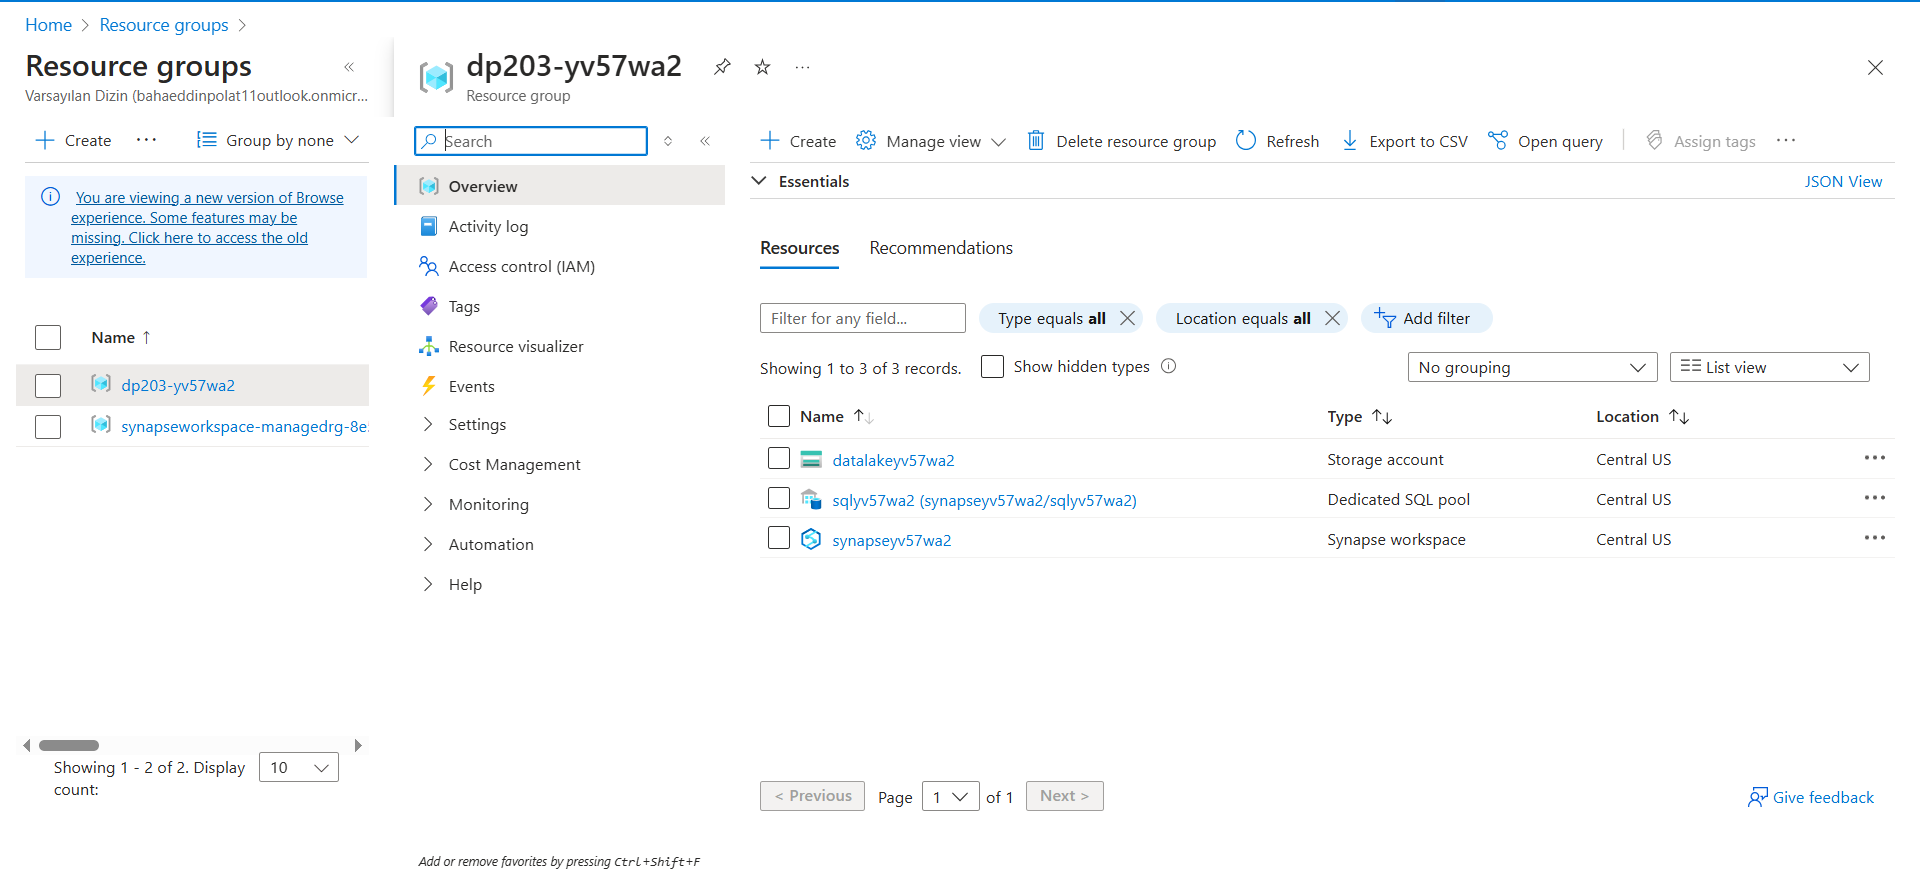 Home > Resource groups >
Resource groups «
Varsayılan Dizin (bahaeddinpolat11outlook.onmicr...
Create ··· Group by none
You are viewing a new version of Browse
experience. Some features may be
missing. Click here to access the old
experience.
Name ↑
dp203-yv57wa2
synapseworkspace-managedrg-8e
Showing 1 - 2 of 2. Display
count:
10
dp203-yv57wa2 ···
Resource group
Search «
Overview
Activity log
Access control (IAM)
Tags
Resource visualizer
Events
Settings
Cost Management
Monitoring
Automation
Help
Add or remove favorites by pressing Ctrl+Shift+F
Create Manage view Delete resource group Refresh Export to CSV Open query Assign tags ···
Essentials JSON View
Resources Recommendations
Filter for any field... Type equals all Location equals all Add filter
Showing 1 to 3 of 3 records. Show hidden types No grouping List view
Name ↑↓ Type ↑↓ Location ↑↓
datalakeyv57wa2 Storage account Central US ···
sqlyv57wa2 (synapseyv57wa2/sqlyv57wa2) Dedicated SQL pool Central US ···
synapseyv57wa2 Synapse workspace Central US ···
< Previous Page 1 of 1 Next > Give feedback